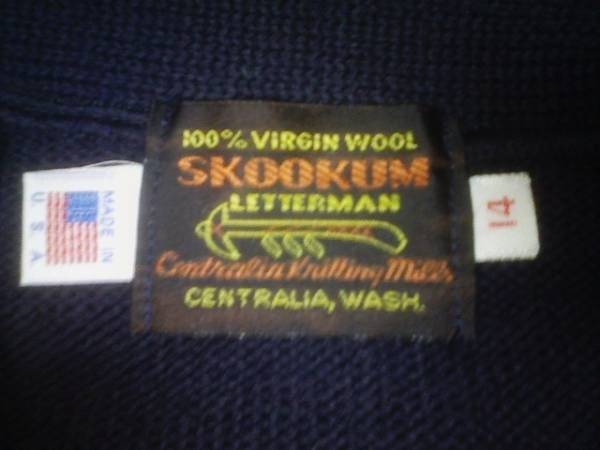 100% VIRGIN WOOL
SKOOKUM
LETTERMAN
Centralia Knitting Mills
CENTRALIA, WASH.
MADE IN
U S A
14